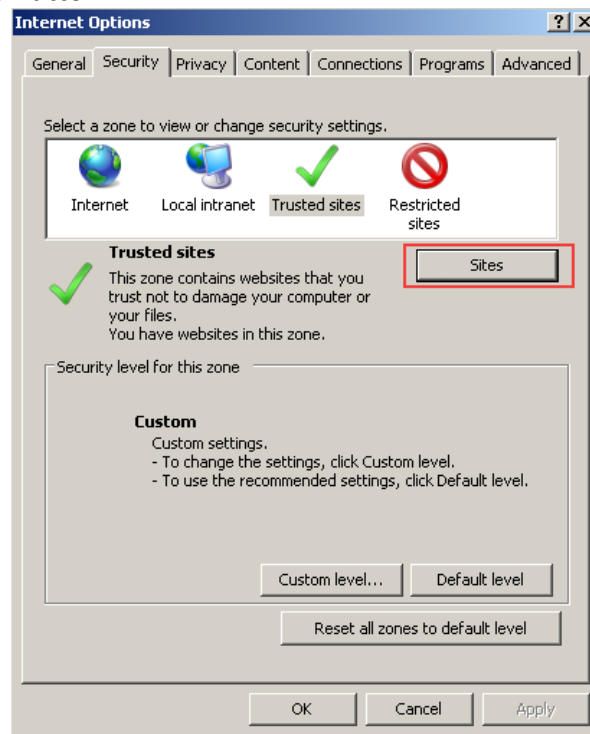 Internet Options
General Security Privacy Content Connections Programs Advanced
Select a zone to view or change security settings.
Internet Local intranet Trusted sites Restricted sites
Trusted sites
Sites
This zone contains websites that you
trust not to damage your computer or
your files.
You have websites in this zone.
Security level for this zone
Custom
Custom settings.
- To change the settings, click Custom level.
- To use the recommended settings, click Default level.
Custom level... Default level
Reset all zones to default level
OK Cancel Apply